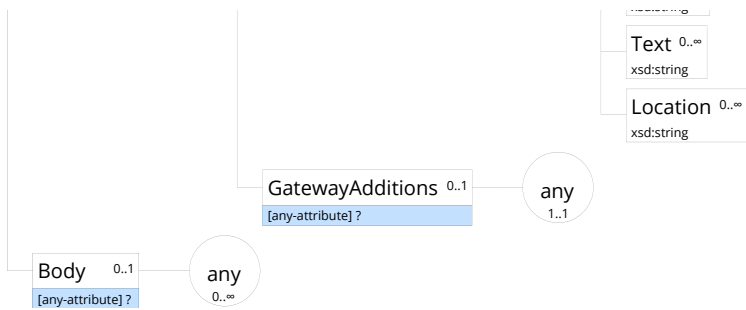 Text 0..∞
xsd:string
Location 0..∞
xsd:string
GatewayAdditions 0..1
[any-attribute] ?
any
1..1
Body 0..1
[any-attribute] ?
any
0..∞